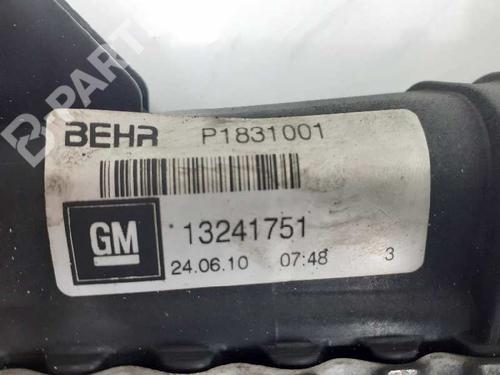 B-PARTS
BEHR P1831001
GM 13241751
24.06.10 07:48 3